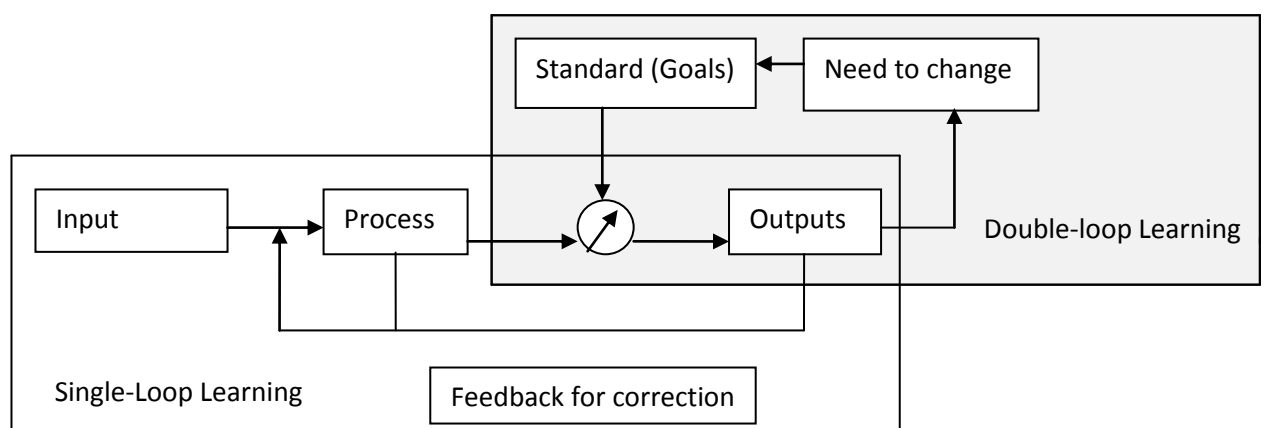 Standard (Goals)
Need to change
Input
Process
Outputs
Double-loop Learning
Single-Loop Learning
Feedback for correction